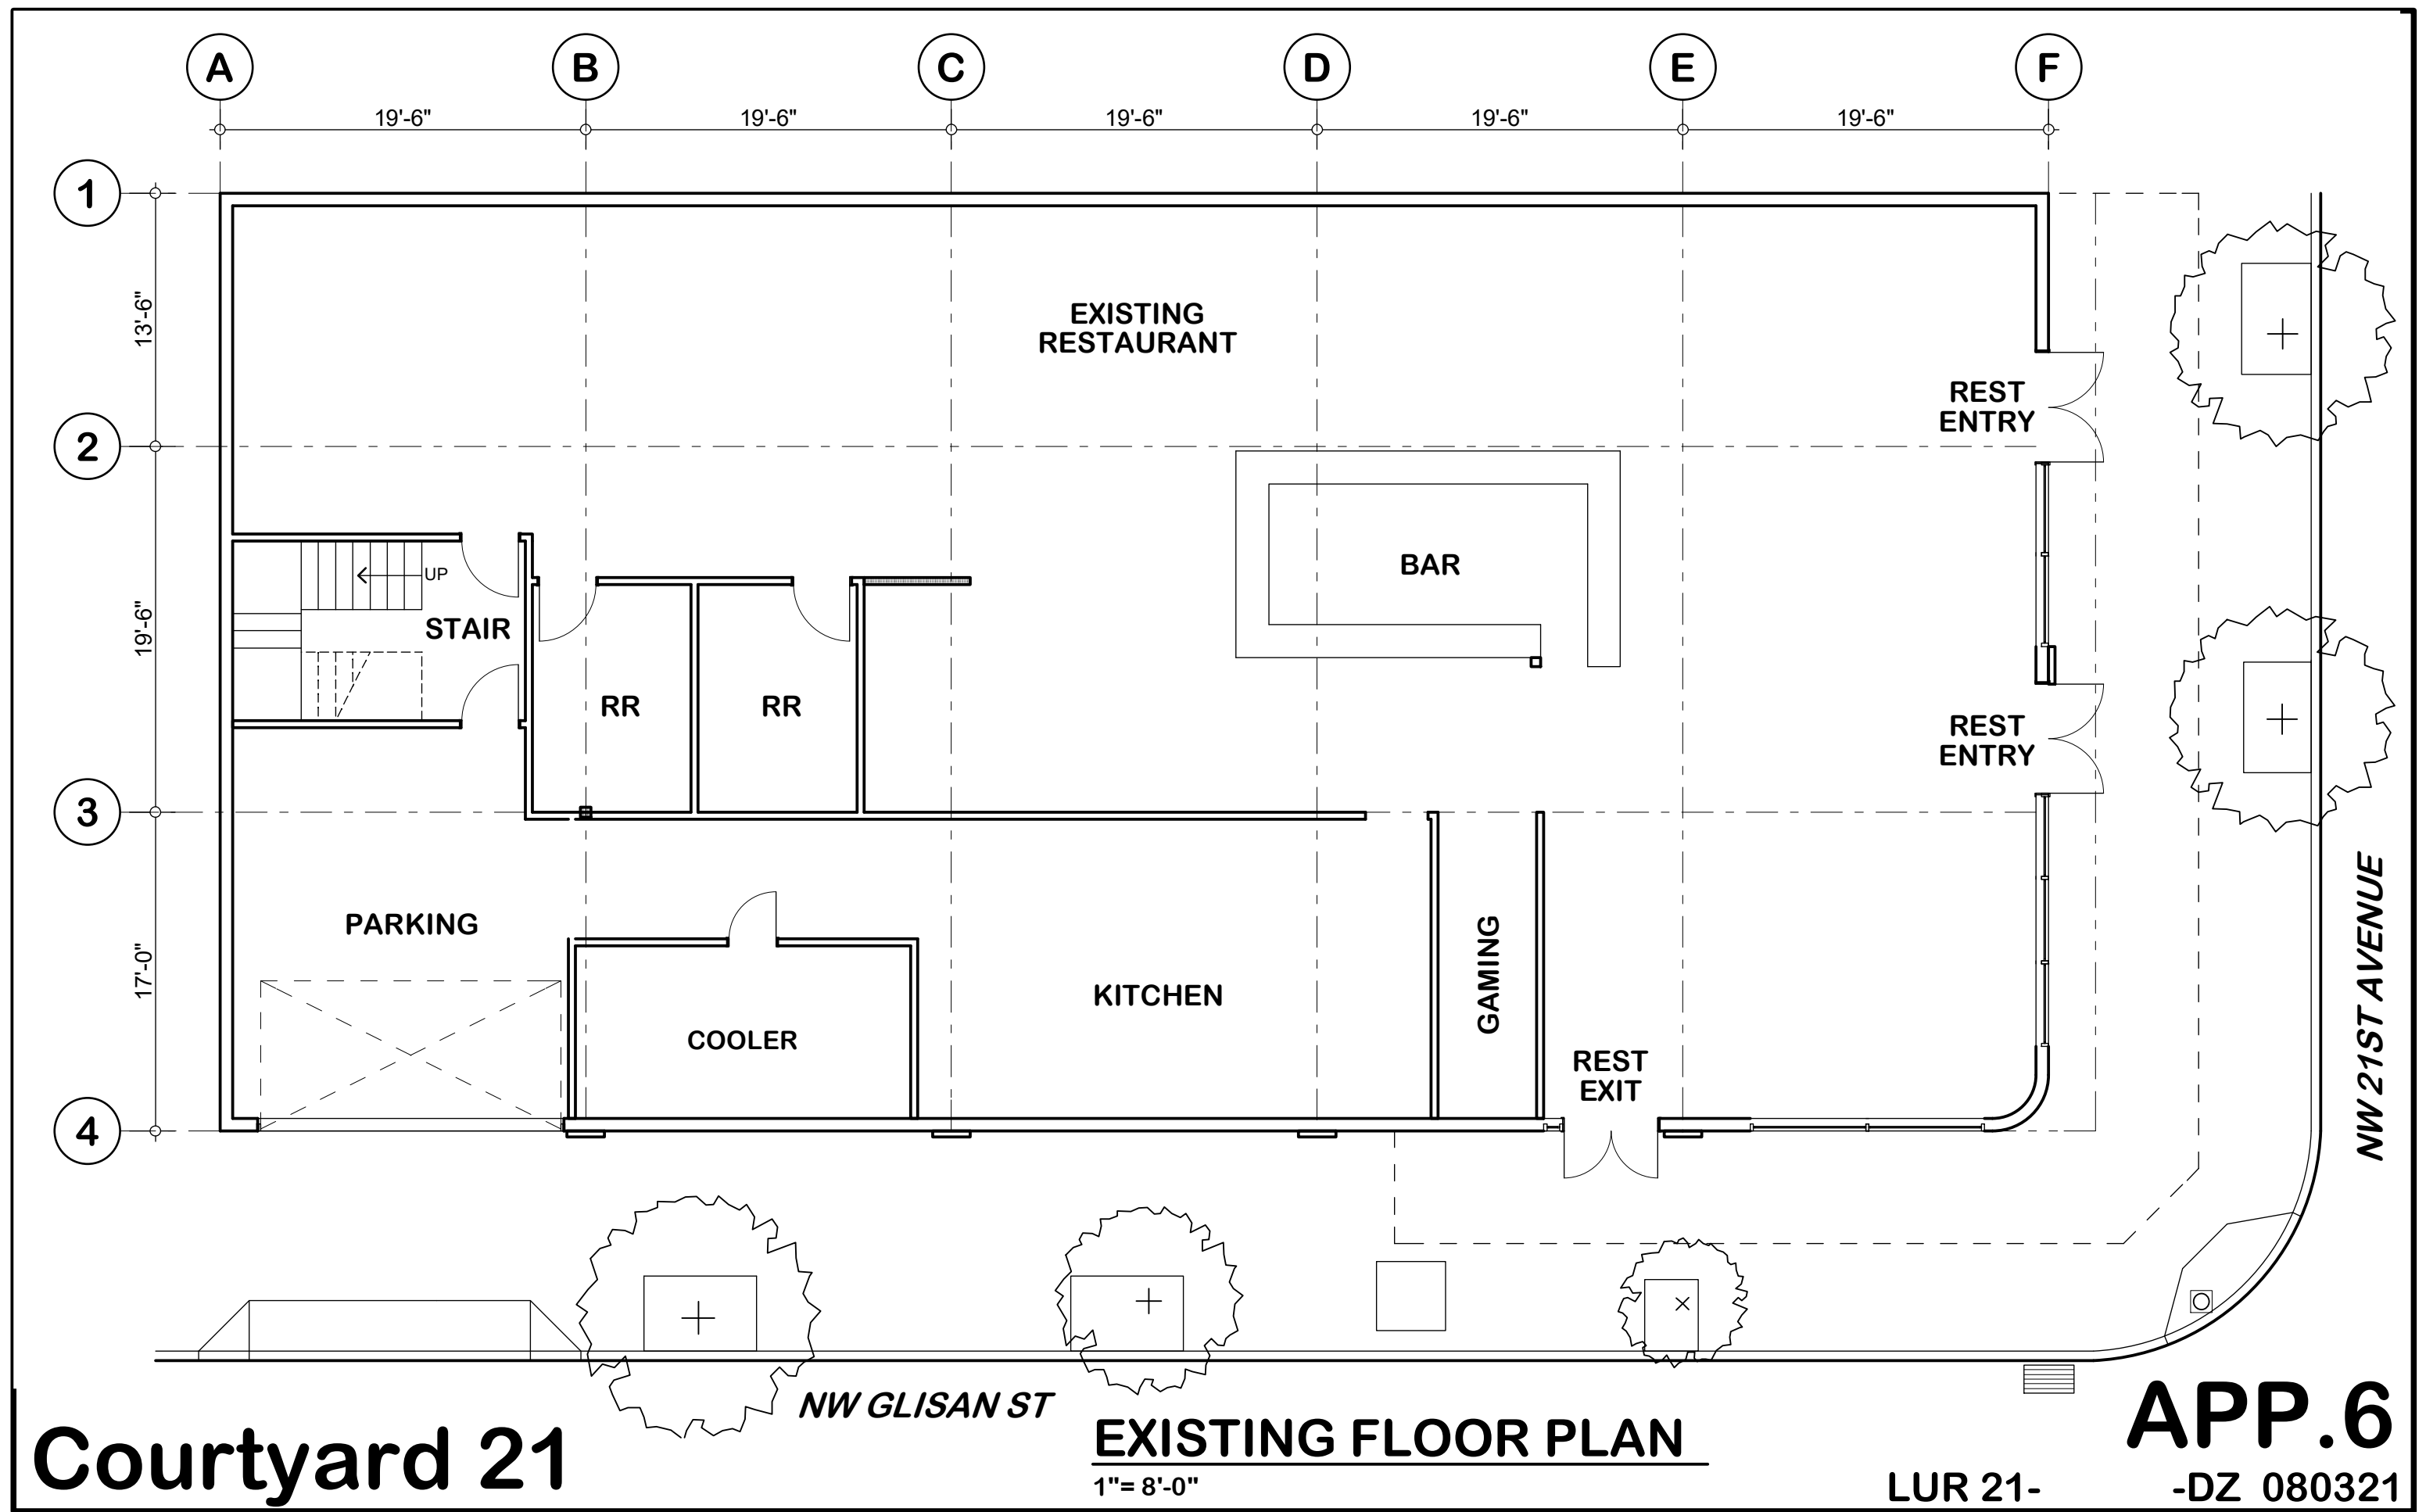 A B C D E F
19'-6" 19'-6" 19'-6" 19'-6" 19'-6"
1
13'-6"
EXISTING
RESTAURANT
REST
ENTRY
2
BAR
UP
STAIR
19'-6"
RR RR
REST
ENTRY
3
PARKING
17'-0"
GAMING
KITCHEN
COOLER
REST
EXIT
4
NW 21ST AVENUE
NW GLISAN ST
Courtyard 21
EXISTING FLOOR PLAN
1"= 8'-0"
APP.6
LUR 21- -DZ 080321